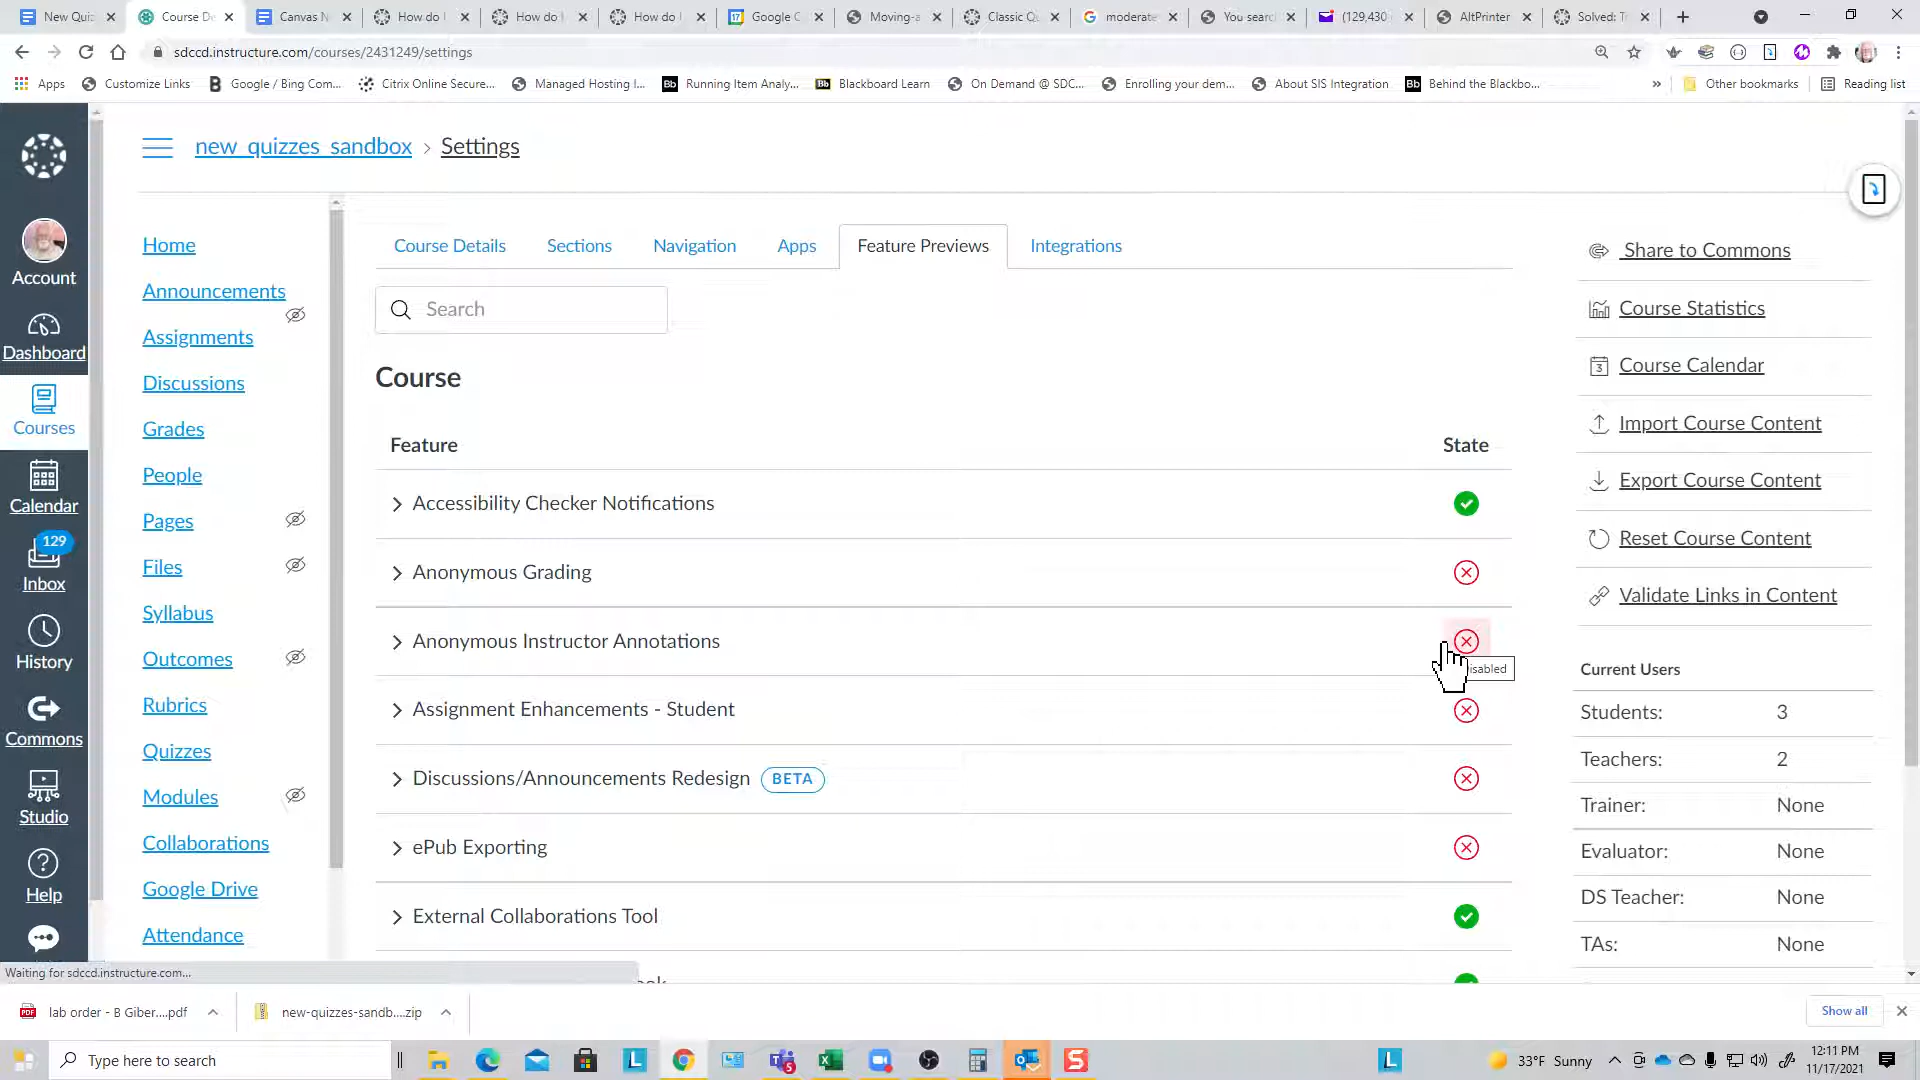 New Quiz
Course De
Canvas N
How do I
How do I
How do I
Google C
Moving-a
Classic Qu
moderate
You searc
(129,430
AltPrinter
Solved: T
sdccd.instructure.com/courses/2431249/settings
Apps
Customize Links
Google / Bing Com...
Citrix Online Secure...
Managed Hosting I...
Running Item Analy...
Blackboard Learn
On Demand @ SDC...
Enrolling your dem...
About SIS Integration
Behind the Blackbo...
»
Other bookmarks
Reading list
new_quizzes_sandbox › Settings
Account
Dashboard
Courses
Calendar
129
Inbox
History
Commons
Studio
Help
Home
Announcements
Assignments
Discussions
Grades
People
Pages
Files
Syllabus
Outcomes
Rubrics
Quizzes
Modules
Collaborations
Google Drive
Attendance
Course Details
Sections
Navigation
Apps
Feature Previews
Integrations
Search
Course
Feature
State
Accessibility Checker Notifications
Anonymous Grading
Anonymous Instructor Annotations
isabled
Assignment Enhancements - Student
Discussions/Announcements Redesign BETA
ePub Exporting
External Collaborations Tool
Share to Commons
Course Statistics
3 Course Calendar
Import Course Content
Export Course Content
Reset Course Content
Validate Links in Content
Current Users
Students: 3
Teachers: 2
Trainer: None
Evaluator: None
DS Teacher: None
TAs: None
Waiting for sdccd.instructure.com...
lab order - B Giber....pdf
new-quizzes-sandb....zip
Show all
Type here to search
33°F Sunny
12:11 PM
11/17/2021